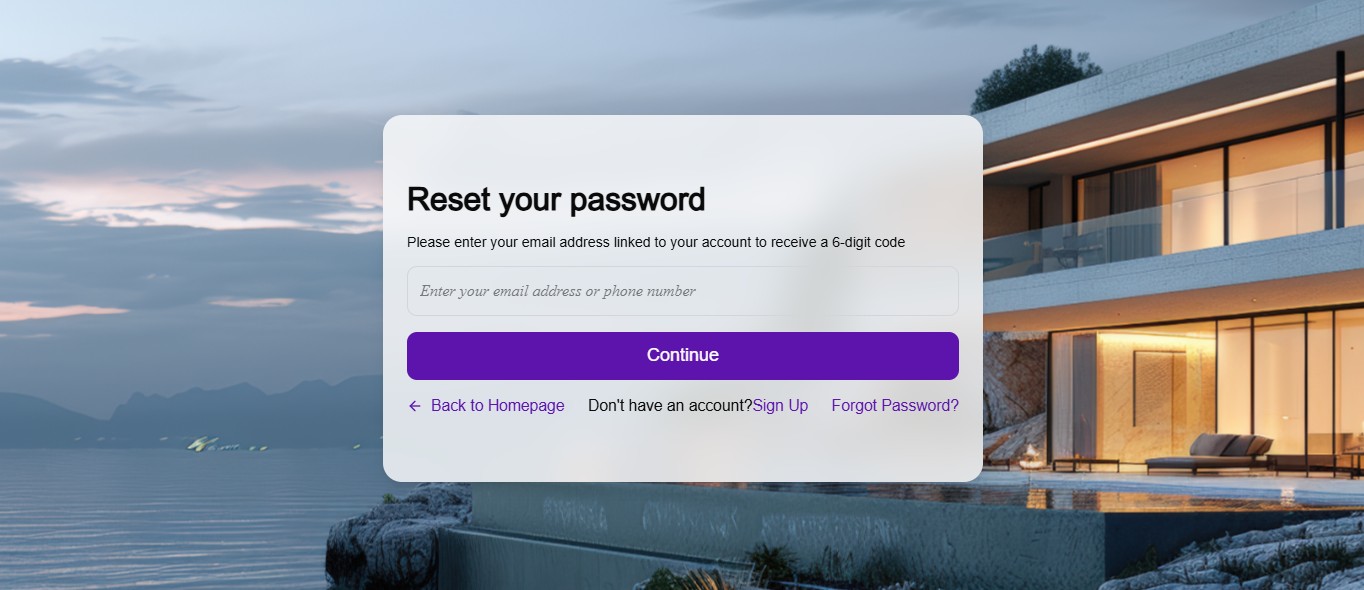 Reset your password
Please enter your email address linked to your account to receive a 6-digit code
Enter your email address or phone number
Continue
← Back to Homepage Don't have an account?Sign Up Forgot Password?